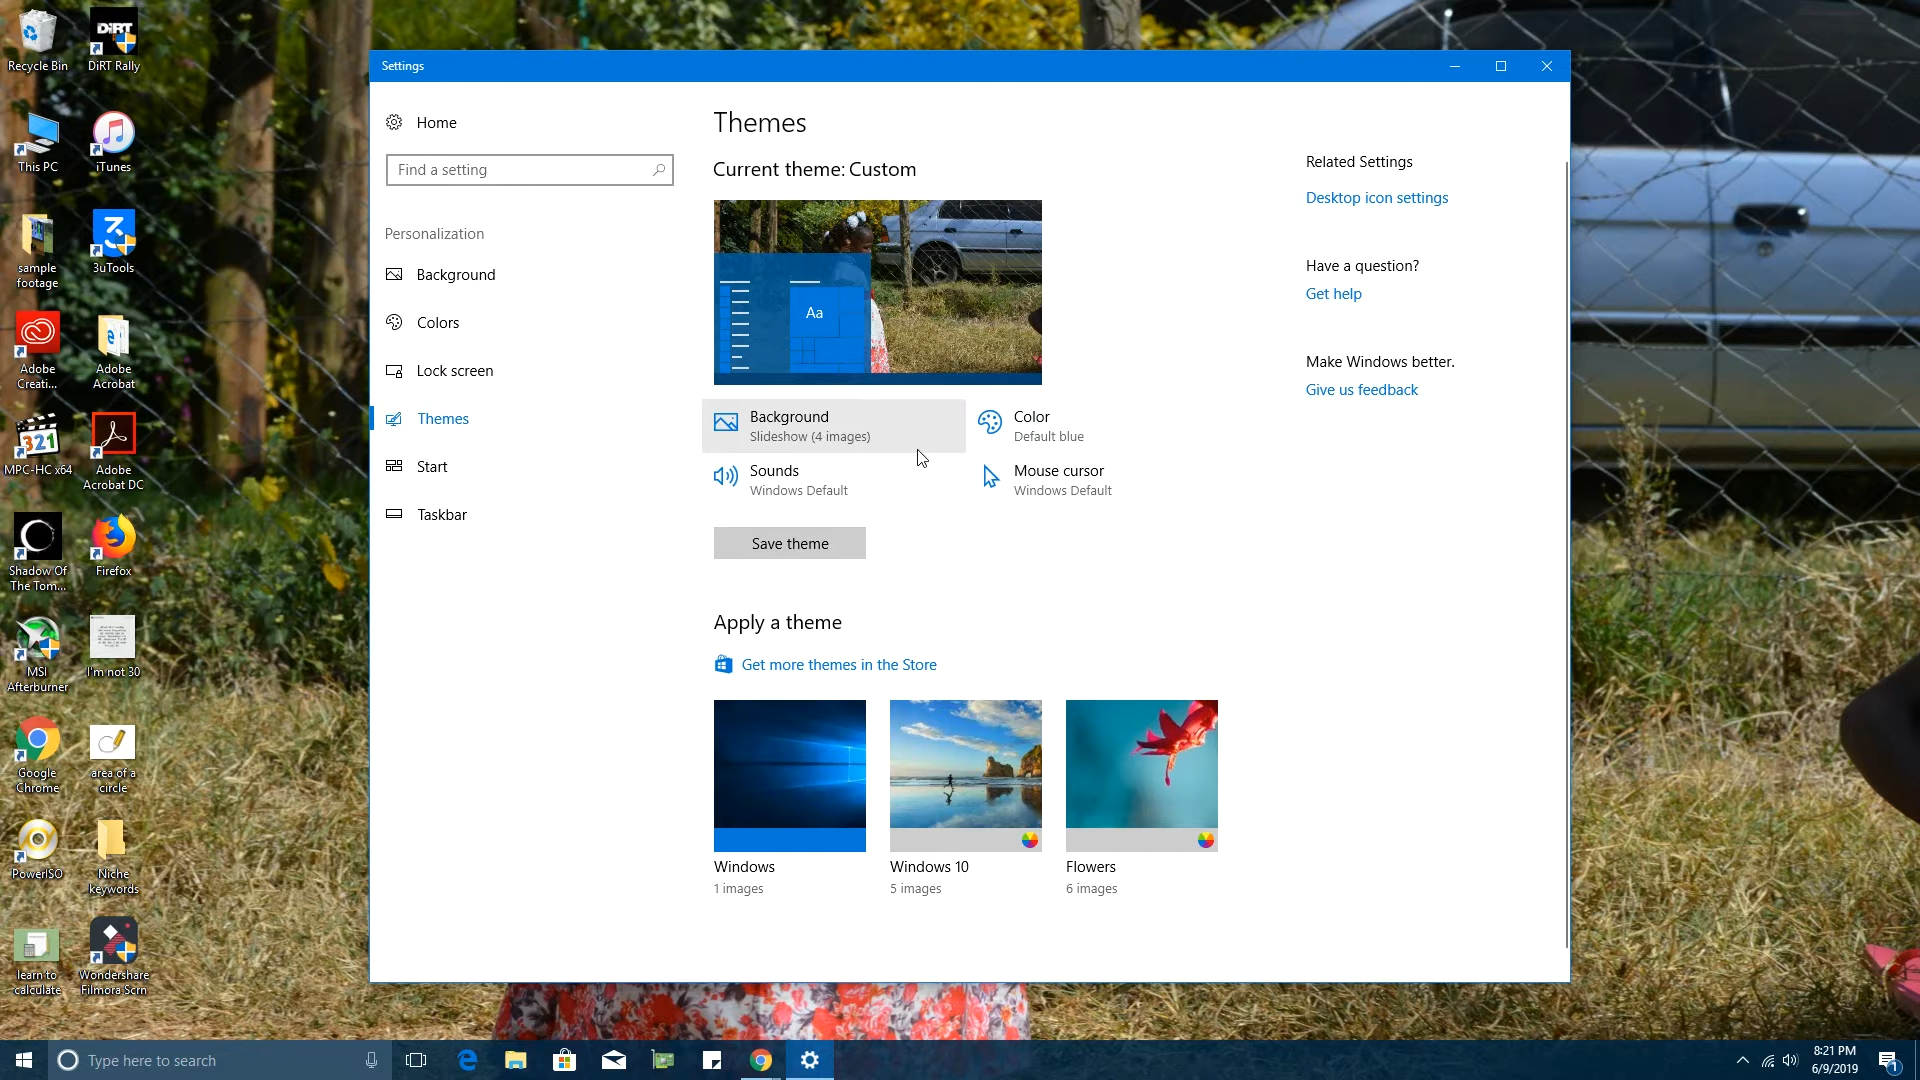 Recycle Bin
DiRT
DiRT Rally
This PC
iTunes
sample
footage
3uTools
Adobe
Creati...
Adobe
Acrobat
321
MPC-HC x64
Adobe
Acrobat DC
Shadow Of
The Tom...
Firefox
MSI
Afterburner
I'm not 30
Google
Chrome
area of a
circle
PowerISO
Niche
keywords
learn to
calculate
Wondershare
Filmora Scrn
Settings
Home
Find a setting
Personalization
Background
Colors
Lock screen
Themes
Start
Taskbar
Themes
Current theme: Custom
Aa
Background
Slideshow (4 images)
Color
Default blue
Sounds
Windows Default
Mouse cursor
Windows Default
Save theme
Apply a theme
Get more themes in the Store
Windows
1 images
Windows 10
5 images
Flowers
6 images
Related Settings
Desktop icon settings
Have a question?
Get help
Make Windows better.
Give us feedback
Type here to search
8:21 PM
6/9/2019
1